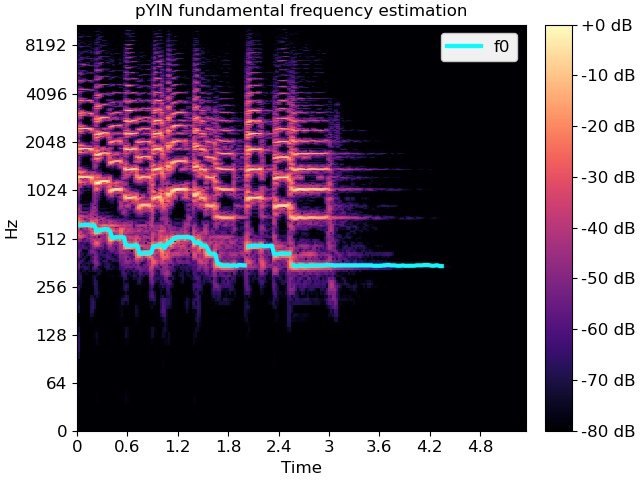 pYIN fundamental frequency estimation
f0
Hz
8192
4096
2048
1024
512
256
128
64
0
0 0.6 1.2 1.8 2.4 3 3.6 4.2 4.8
Time
+0 dB
-10 dB
-20 dB
-30 dB
-40 dB
-50 dB
-60 dB
-70 dB
-80 dB